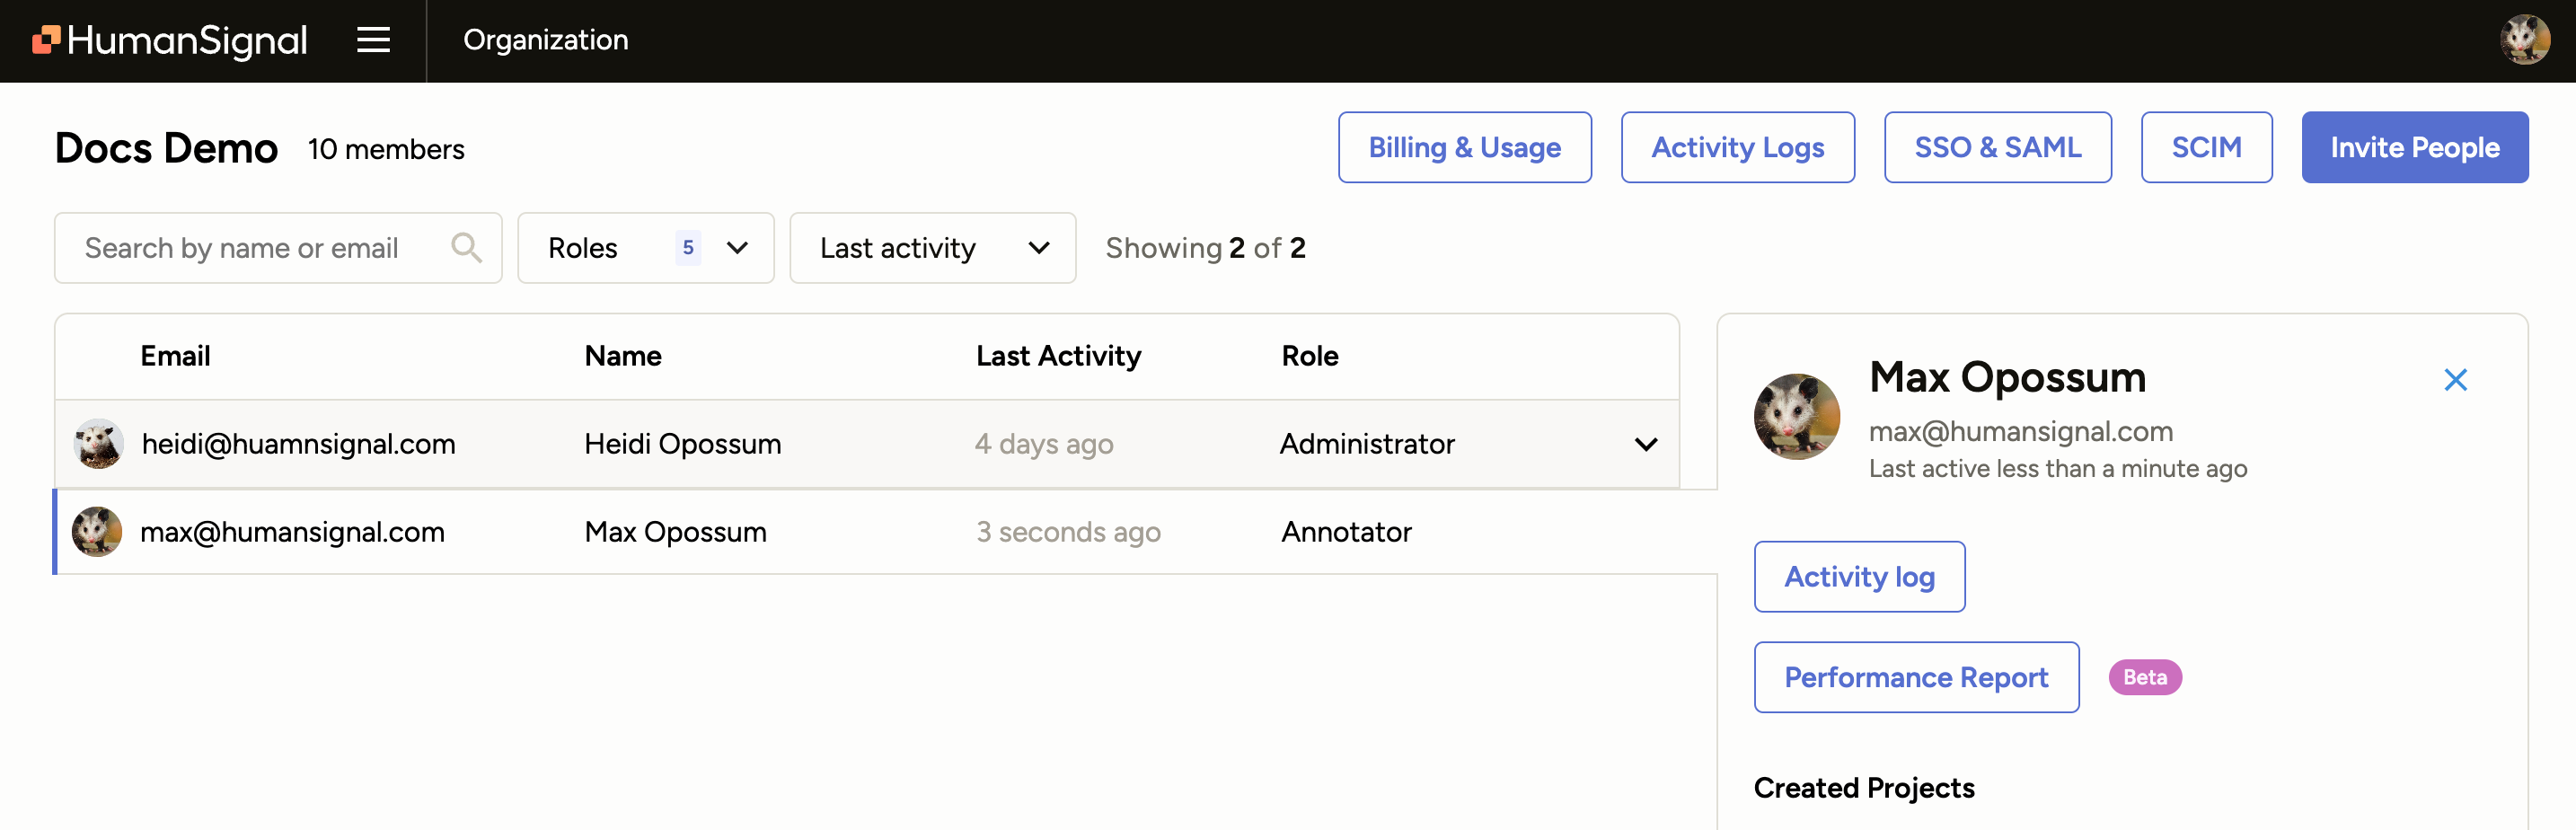 HumanSignal Organization
Docs Demo 10 members Billing & Usage Activity Logs SSO & SAML SCIM Invite People
Search by name or email Roles 5 Last activity Showing 2 of 2
Email Name Last Activity Role
heidi@huamnsignal.com Heidi Opossum 4 days ago Administrator
max@humansignal.com Max Opossum 3 seconds ago Annotator
Max Opossum
max@humansignal.com
Last active less than a minute ago
Activity log
Performance Report Beta
Created Projects